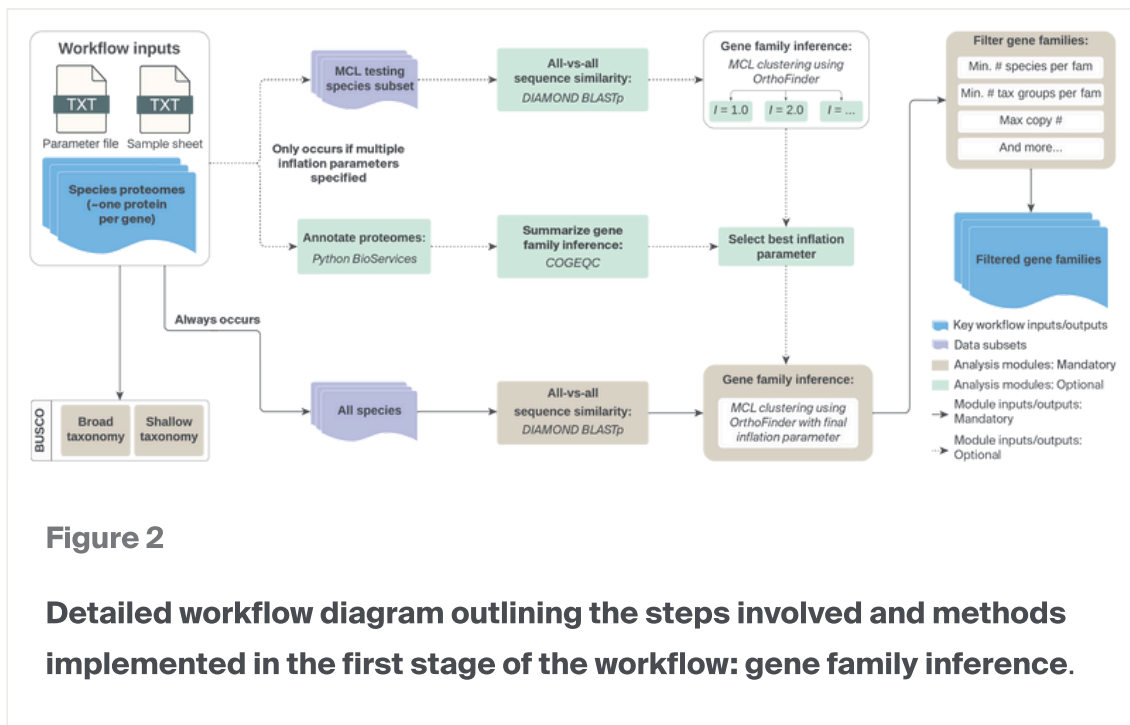 Workflow inputs
TXT
TXT
Parameter file
Sample sheet
Species proteomes
(~one protein
per gene)
Only occurs if multiple
inflation parameters
specified
Always occurs
BUSCO
Broad
taxonomy
Shallow
taxonomy
MCL testing
species subset
All-vs-all
sequence similarity:
DIAMOND BLASTp
Gene family inference:
MCL clustering using
OrthoFinder
I = 1.0
I = 2.0
I = ...
Annotate proteomes:
Python BioServices
Summarize gene
family inference:
COGEQC
Select best inflation
parameter
All species
All-vs-all
sequence similarity:
DIAMOND BLASTp
Gene family inference:
MCL clustering using
OrthoFinder with final
inflation parameter
Filter gene families:
Min. # species per fam
Min. # tax groups per fam
Max copy #
And more...
Filtered gene families
Key workflow inputs/outputs
Data subsets
Analysis modules: Mandatory
Analysis modules: Optional
Module inputs/outputs:
Mandatory
Module inputs/outputs:
Optional
Figure 2
Detailed workflow diagram outlining the steps involved and methods
implemented in the first stage of the workflow: gene family inference.